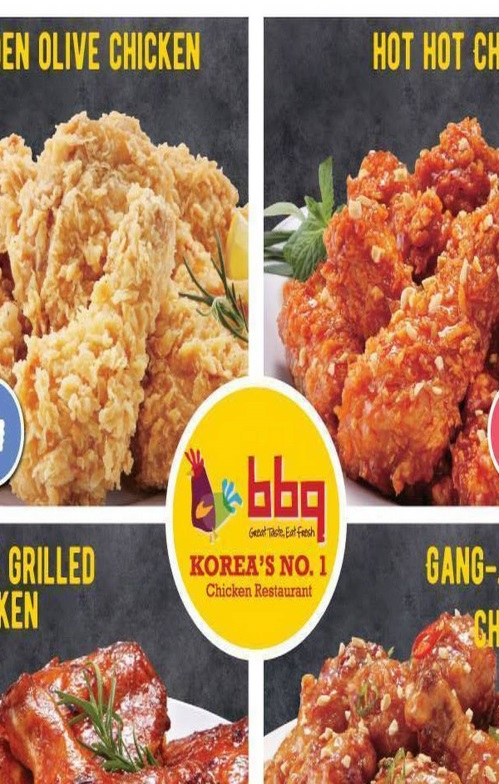 EN OLIVE CHICKEN
HOT HOT CH
bbq
Great Taste, Eat Fresh
KOREA'S NO. 1
Chicken Restaurant
GRILLED
KEN
GANG-
CH